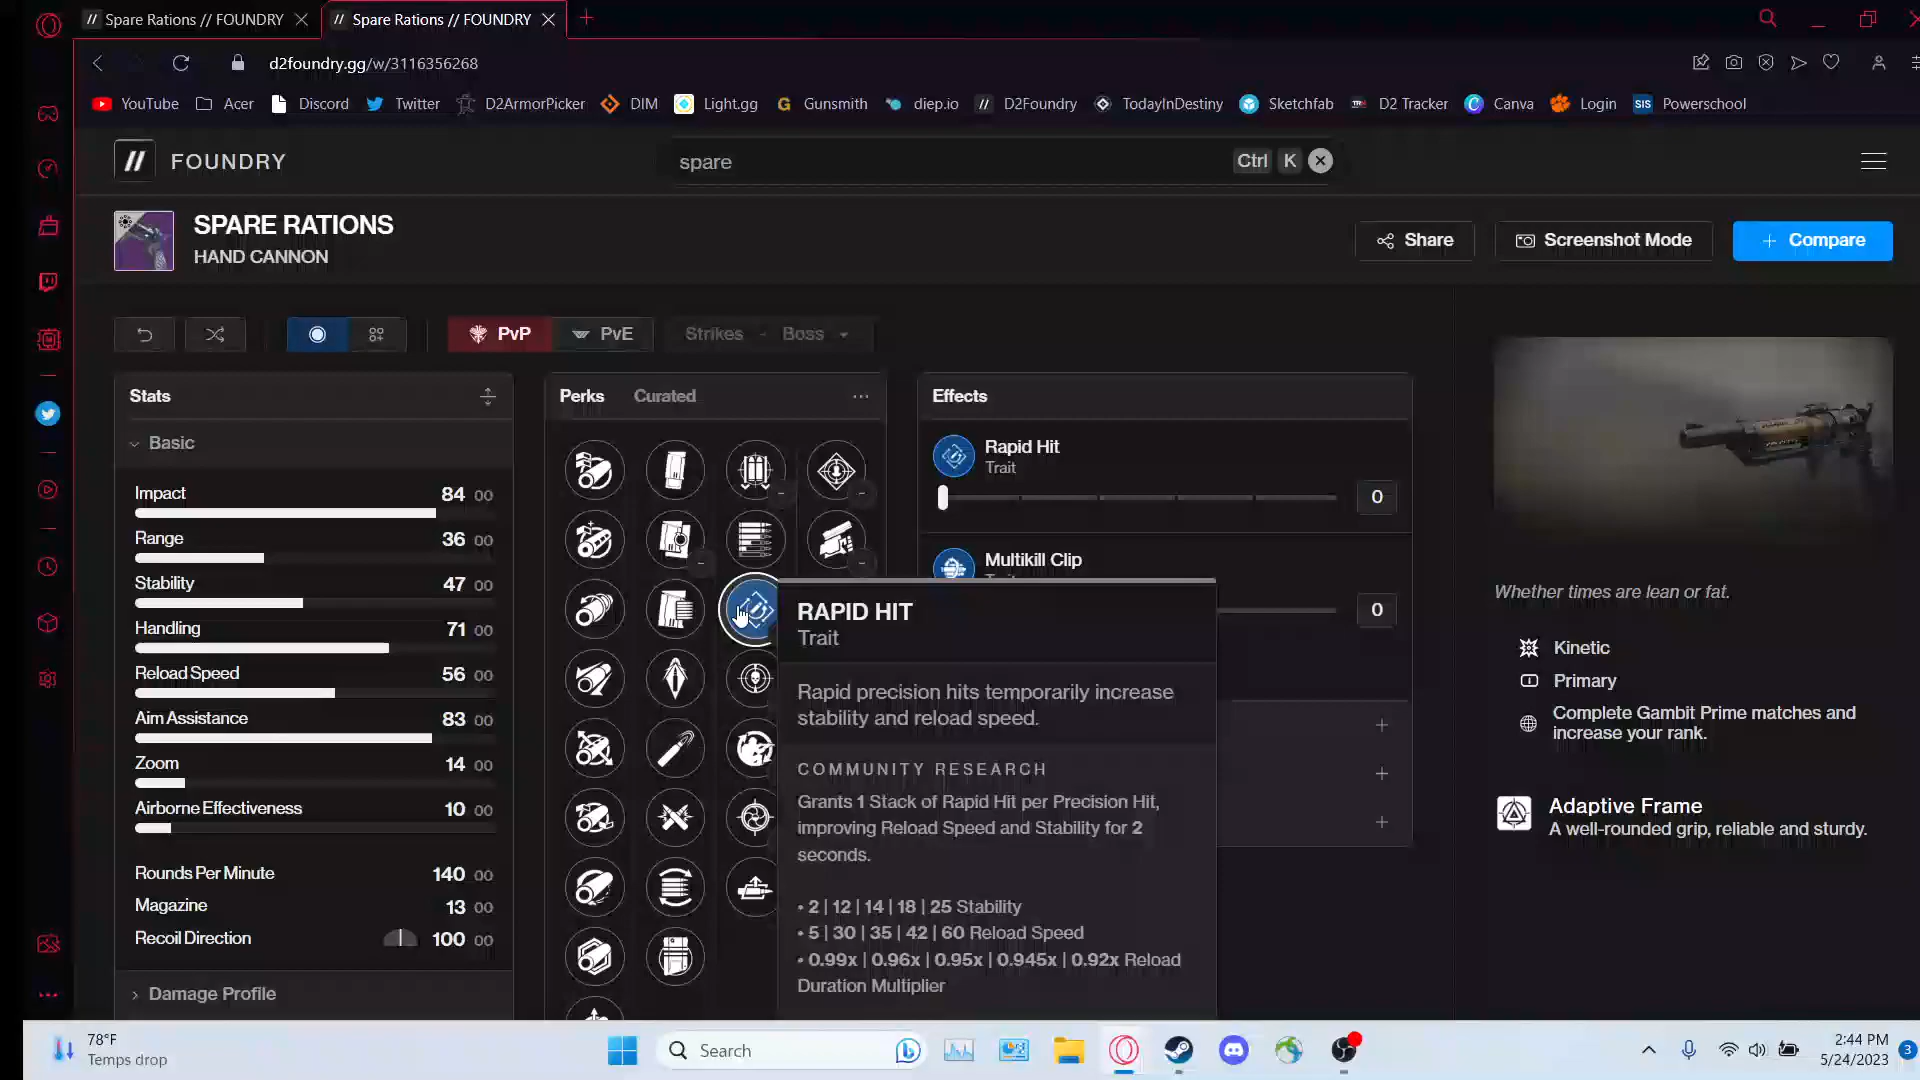 // Spare Rations // FOUNDRY
// Spare Rations // FOUNDRY
d2foundry.gg/w/3116356268
YouTube Acer Discord Twitter D2ArmorPicker DIM Light.gg G Gunsmith diep.io // D2Foundry TodayInDestiny Sketchfab D2 Tracker Canva Login SIS Powerschool
// FOUNDRY
spare Ctrl K
SPARE RATIONS
HAND CANNON
Share Screenshot Mode + Compare
PvP PvE Strikes - Boss
Stats
Basic
Impact 84 00
Range 36 00
Stability 47 00
Handling 71 00
Reload Speed 56 00
Aim Assistance 83 00
Zoom 14 00
Airborne Effectiveness 10 00
Rounds Per Minute 140 00
Magazine 13 00
Recoil Direction 100 00
Damage Profile
Perks Curated ...
Effects
Rapid Hit
Trait
0
Multikill Clip
0
RAPID HIT
Trait
Rapid precision hits temporarily increase
stability and reload speed.
COMMUNITY RESEARCH
Grants 1 Stack of Rapid Hit per Precision Hit,
improving Reload Speed and Stability for 2
seconds.
• 2 | 12 | 14 | 18 | 25 Stability
• 5 | 30 | 35 | 42 | 60 Reload Speed
• 0.99x | 0.96x | 0.95x | 0.945x | 0.92x Reload
Duration Multiplier
Whether times are lean or fat.
Kinetic
Primary
Complete Gambit Prime matches and
increase your rank.
Adaptive Frame
A well-rounded grip, reliable and sturdy.
78°F
Temps drop
Search
2:44 PM
5/24/2023
3